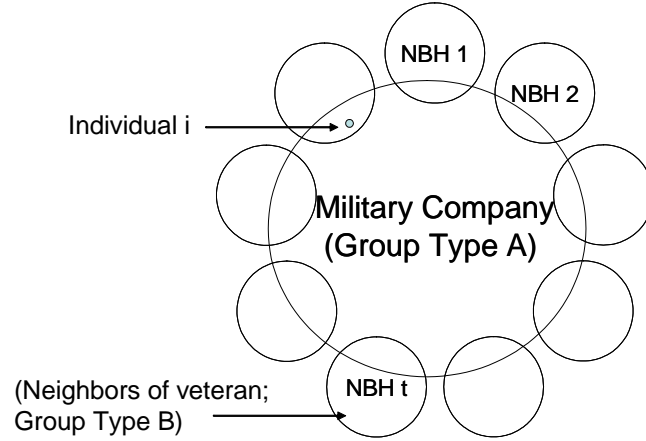 NBH 1
NBH 2
Individual i
Military Company
(Group Type A)
(Neighbors of veteran;
Group Type B)
NBH t